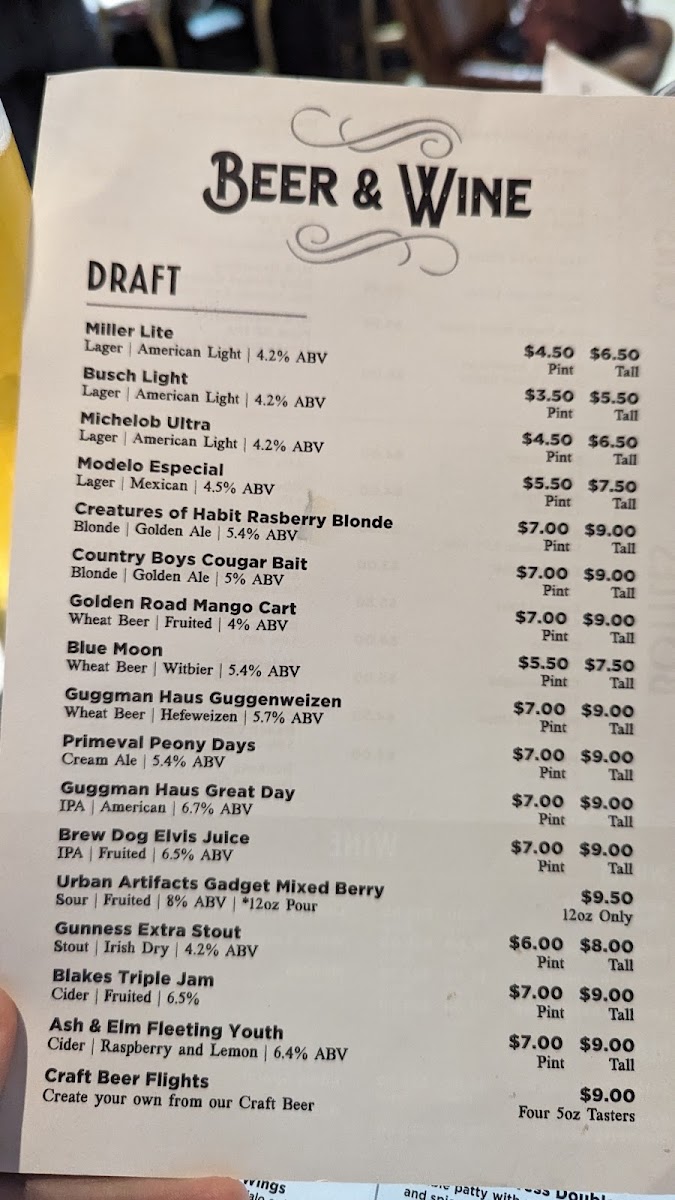 BEER & WINE
DRAFT
Miller Lite
Lager | American Light | 4.2% ABV
$4.50 $6.50
Pint Tall
Busch Light
Lager | American Light | 4.2% ABV
$3.50 $5.50
Pint Tall
Michelob Ultra
Lager | American Light | 4.2% ABV
$4.50 $6.50
Pint Tall
Modelo Especial
Lager | Mexican | 4.5% ABV
$5.50 $7.50
Pint Tall
Creatures of Habit Rasberry Blonde
Blonde | Golden Ale | 5.4% ABV
$7.00 $9.00
Pint Tall
Country Boys Cougar Bait
Blonde | Golden Ale | 5% ABV
$7.00 $9.00
Pint Tall
Golden Road Mango Cart
Wheat Beer | Fruited | 4% ABV
$7.00 $9.00
Pint Tall
Blue Moon
Wheat Beer | Witbier | 5.4% ABV
$5.50 $7.50
Pint Tall
Guggman Haus Guggenweizen
Wheat Beer | Hefeweizen | 5.7% ABV
$7.00 $9.00
Pint Tall
Primeval Peony Days
Cream Ale | 5.4% ABV
$7.00 $9.00
Pint Tall
Guggman Haus Great Day
IPA | American | 6.7% ABV
$7.00 $9.00
Pint Tall
Brew Dog Elvis Juice
IPA | Fruited | 6.5% ABV
$7.00 $9.00
Pint Tall
Urban Artifacts Gadget Mixed Berry
Sour | Fruited | 8% ABV | *12oz Pour
$9.50
12oz Only
Gunness Extra Stout
Stout | Irish Dry | 4.2% ABV
$6.00 $8.00
Pint Tall
Blakes Triple Jam
Cider | Fruited | 6.5%
$7.00 $9.00
Pint Tall
Ash & Elm Fleeting Youth
Cider | Raspberry and Lemon | 6.4% ABV
$7.00 $9.00
Pint Tall
Craft Beer Flights
Create your own from our Craft Beer
$9.00
Four 5oz Tasters
patty with
and